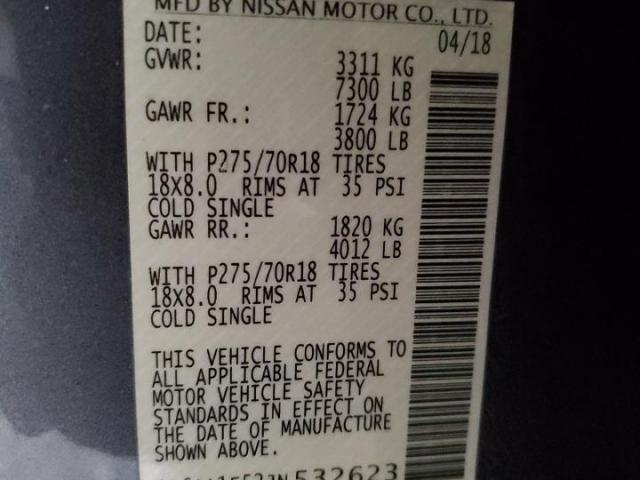 MFD BY NISSAN MOTOR CO., LTD.
DATE: 04/18
GVWR: 3311 KG
7300 LB
GAWR FR.: 1724 KG
3800 LB
WITH P275/70R18 TIRES
18X8.0 RIMS AT 35 PSI
COLD SINGLE
GAWR RR.: 1820 KG
4012 LB
WITH P275/70R18 TIRES
18X8.0 RIMS AT 35 PSI
COLD SINGLE
THIS VEHICLE CONFORMS TO
ALL APPLICABLE FEDERAL
MOTOR VEHICLE SAFETY
STANDARDS IN EFFECT ON
THE DATE OF MANUFACTURE
SHOWN ABOVE.
532623